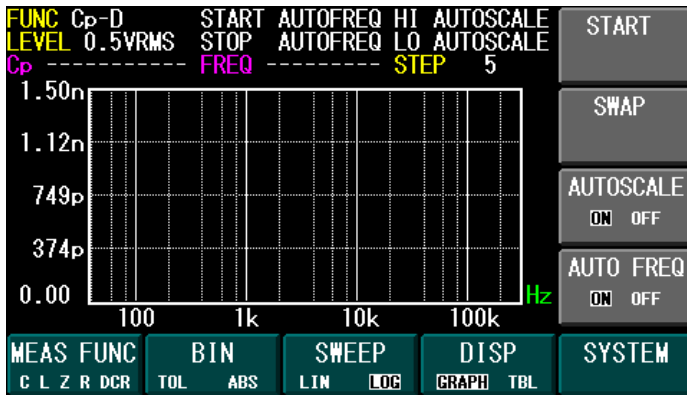 FUNC Cp-D START AUTOFREQ HI AUTOSCALE
LEVEL 0.5VRMS STOP AUTOFREQ LO AUTOSCALE
Cp ----------- FREQ --------- STEP 5
START
1.50n
SWAP
1.12n
749p
AUTOSCALE
ON OFF
374p
AUTO FREQ
ON OFF
0.00
Hz
100 1k 10k 100k
MEAS FUNC BIN SWEEP DISP SYSTEM
C L Z R DCR TOL ABS LIN LOG GRAPH TBL